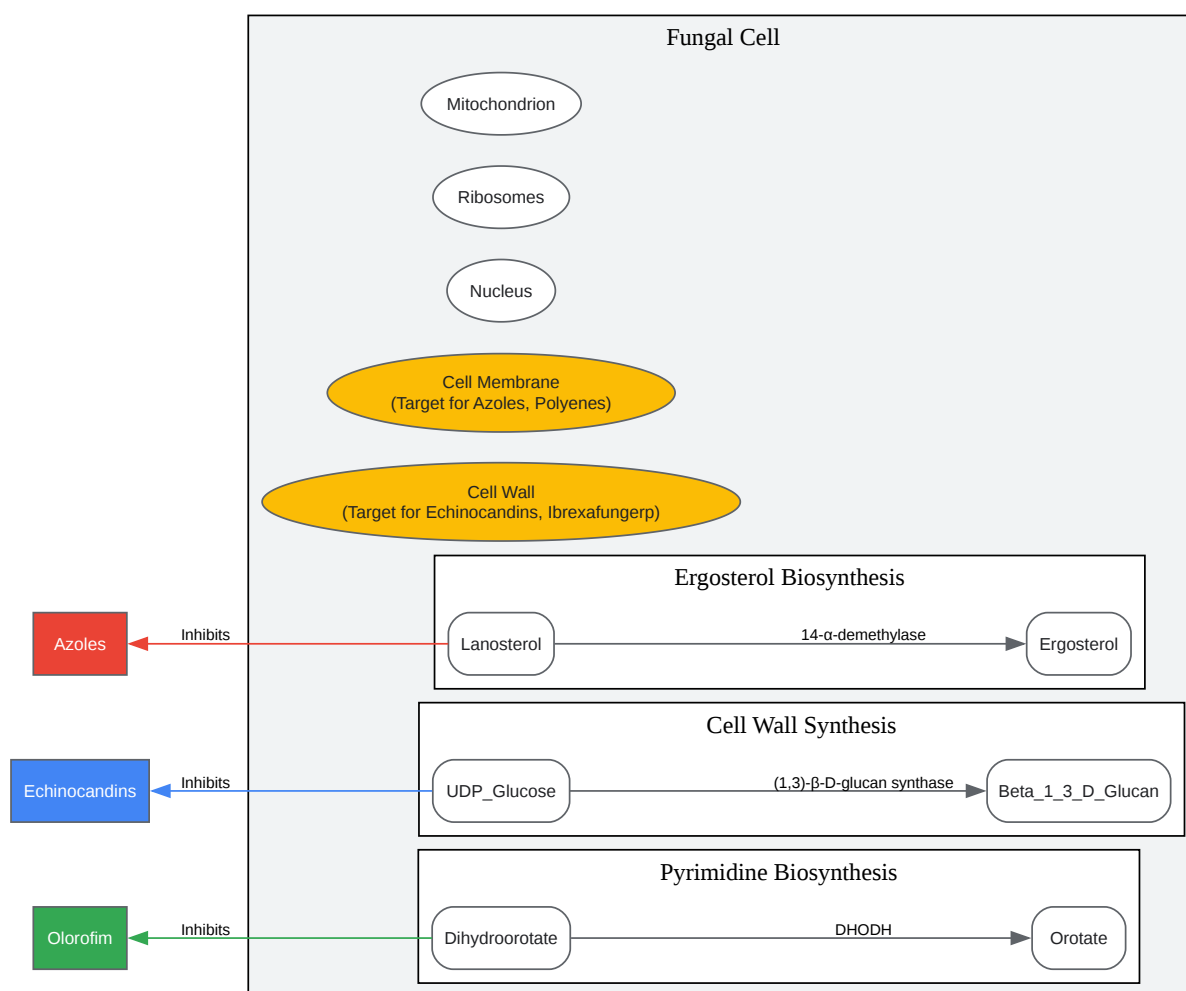 Fungal Cell
Mitochondrion
Ribosomes
Nucleus
Cell Membrane
(Target for Azoles, Polyenes)
Cell Wall
(Target for Echinocandins, Ibrexafungerp)
Ergosterol Biosynthesis
Azoles
Inhibits
Lanosterol
14-α-demethylase
Ergosterol
Cell Wall Synthesis
Echinocandins
Inhibits
UDP_Glucose
(1,3)-β-D-glucan synthase
Beta_1_3_D_Glucan
Pyrimidine Biosynthesis
Olorofim
Inhibits
Dihydroorotate
DHODH
Orotate